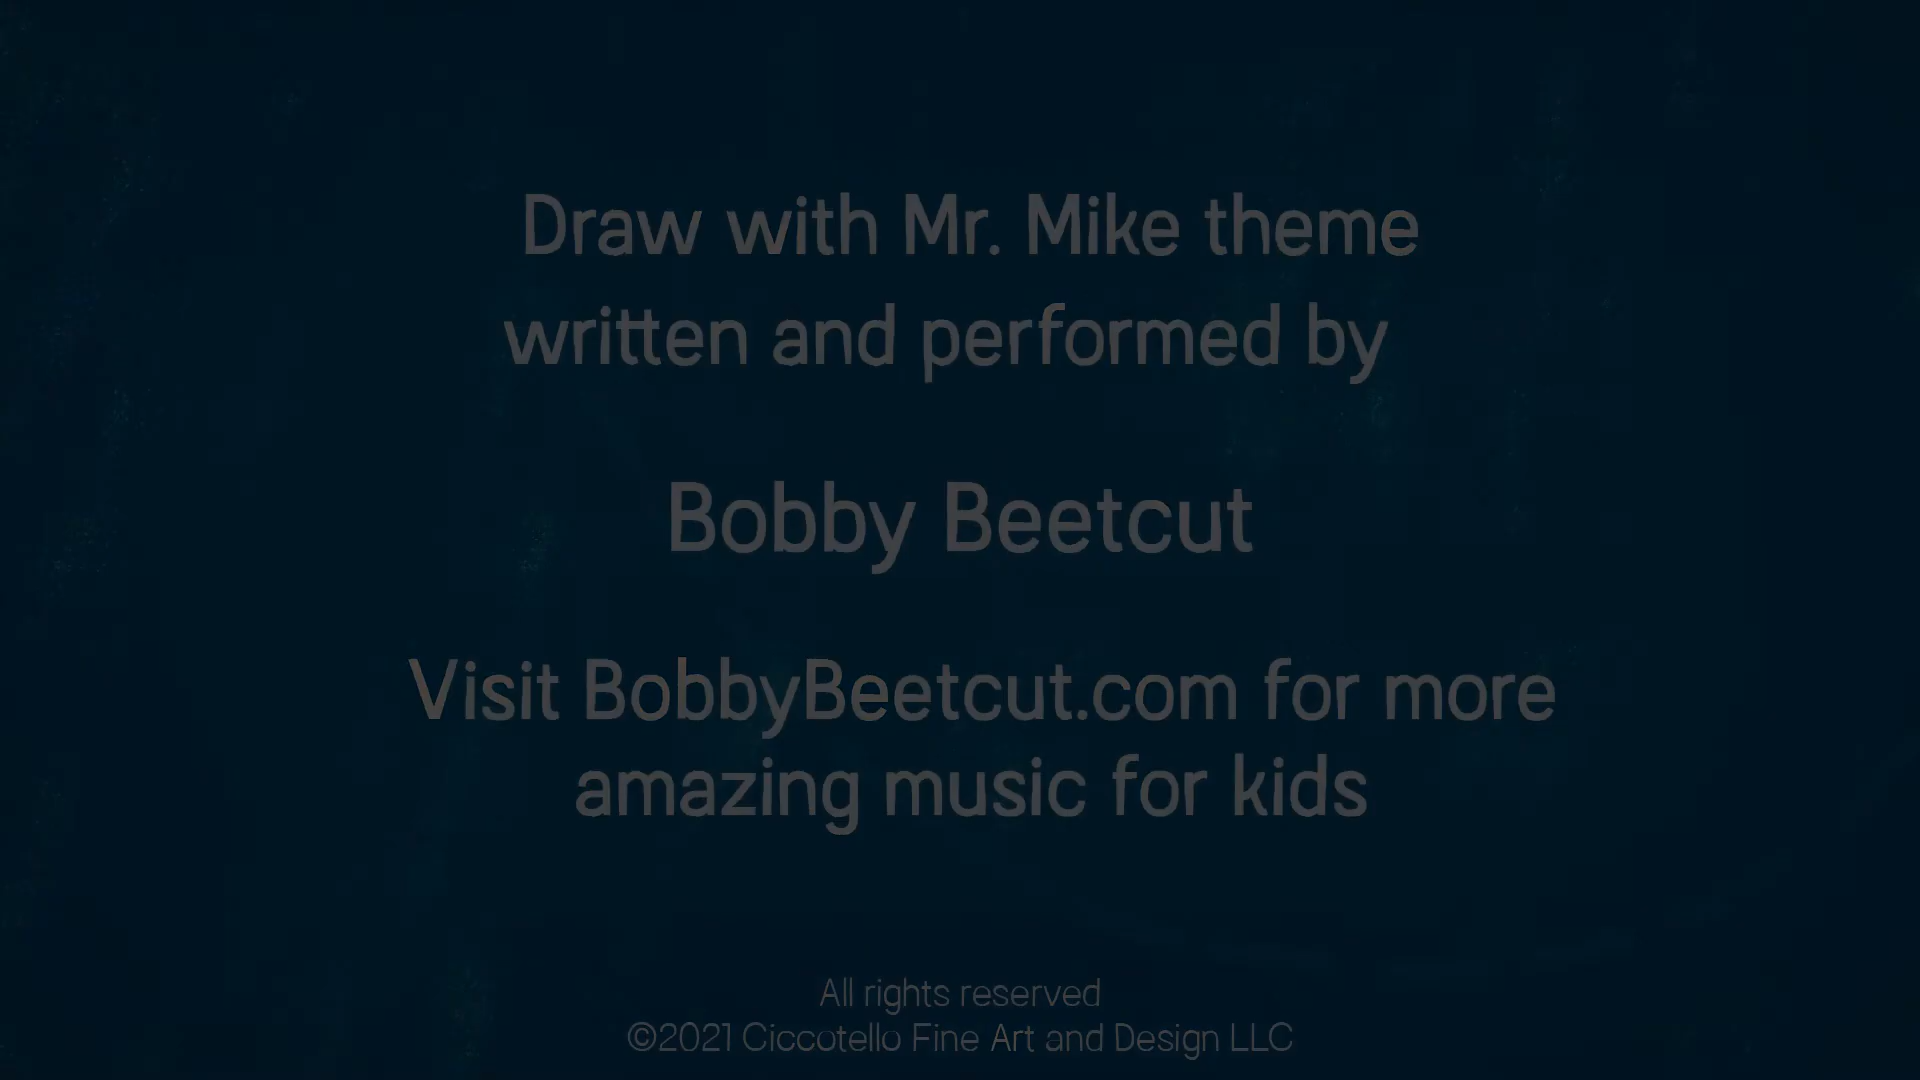 Draw with Mr. Mike theme
written and performed by
Bobby Beetcut
Visit BobbyBeetcut.com for more
amazing music for kids
All rights reserved
©2021 Ciccotello Fine Art and Design LLC